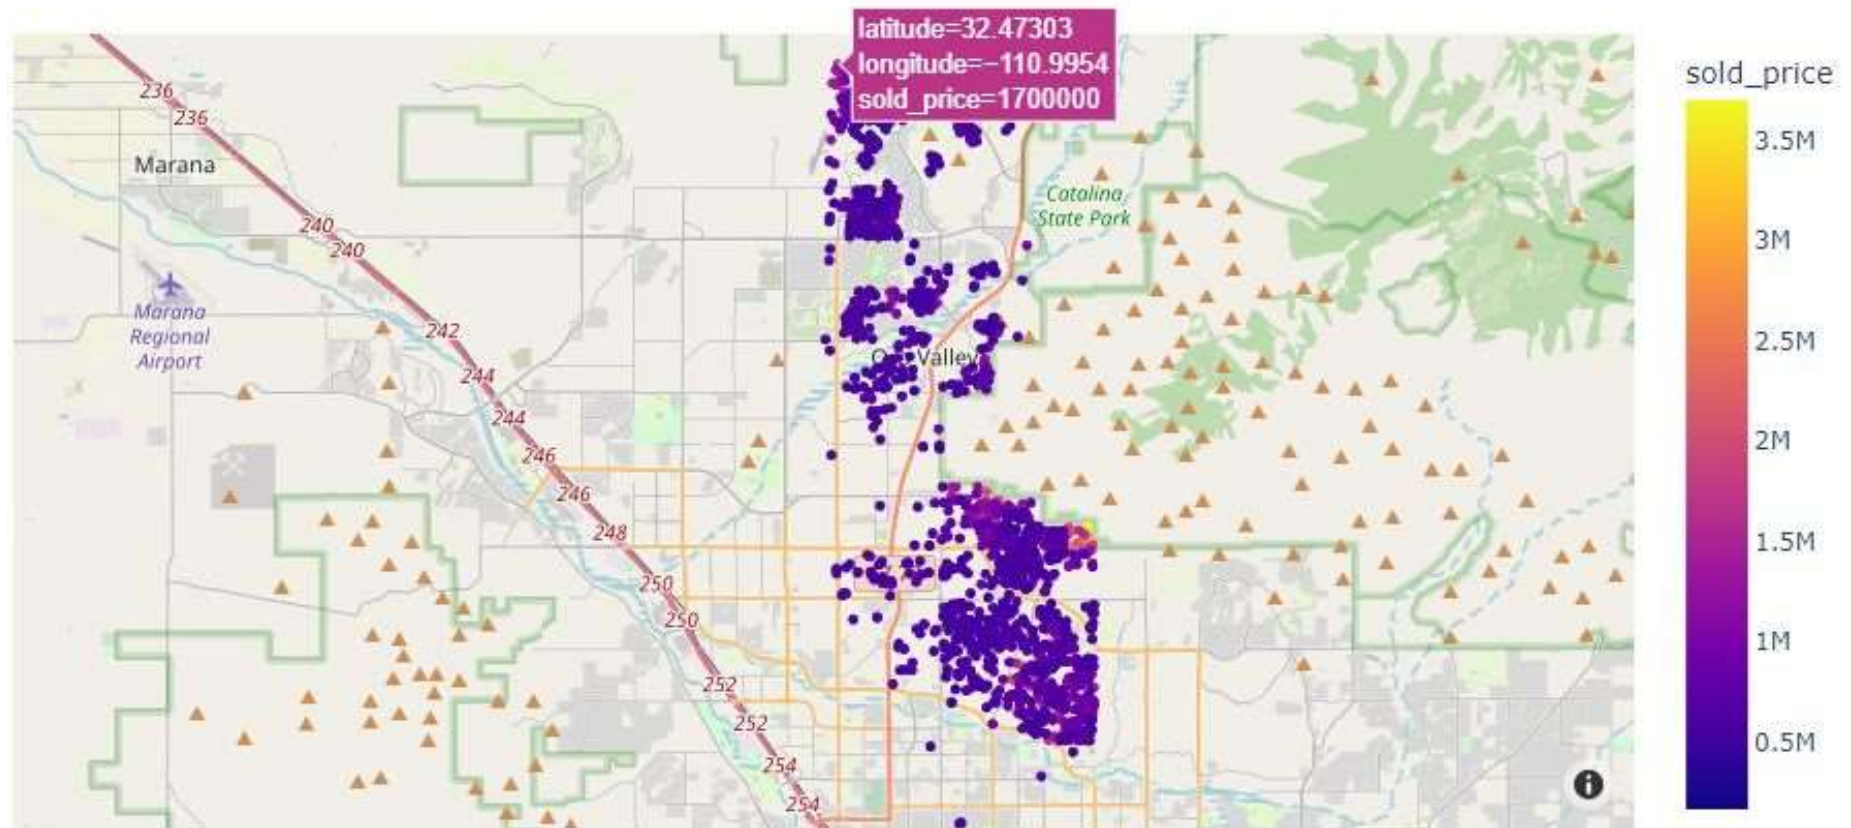 latitude=32.47303
longitude=−110.9954
sold_price=1700000
sold_price
3.5M
3M
2.5M
2M
1.5M
1M
0.5M
236
236
Marana
240
240
Catalina
State Park
Marana
Regional
Airport
242
Valley
244
244
246
246
248
250
250
252
252
254
254
i